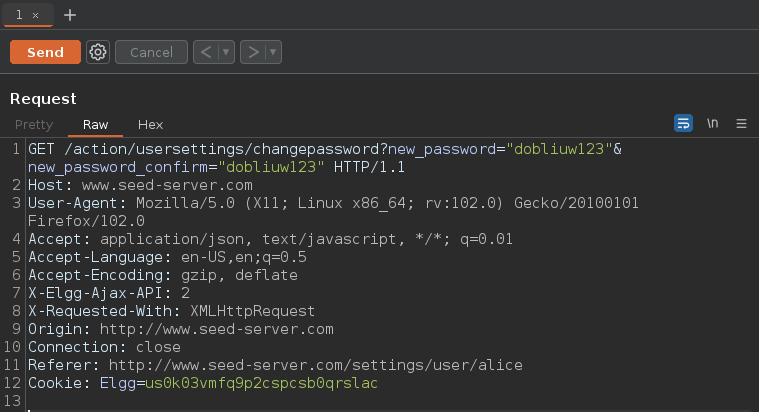 1 ×
+
Send
Cancel
<
>
Request
Pretty Raw Hex
\n
1 GET /action/usersettings/changepassword?new_password="dobliuw123"&
new_password_confirm="dobliuw123" HTTP/1.1
2 Host: www.seed-server.com
3 User-Agent: Mozilla/5.0 (X11; Linux x86_64; rv:102.0) Gecko/20100101
Firefox/102.0
4 Accept: application/json, text/javascript, */*; q=0.01
5 Accept-Language: en-US,en;q=0.5
6 Accept-Encoding: gzip, deflate
7 X-Elgg-Ajax-API: 2
8 X-Requested-With: XMLHttpRequest
9 Origin: http://www.seed-server.com
10 Connection: close
11 Referer: http://www.seed-server.com/settings/user/alice
12 Cookie: Elgg=us0k03vmfq9p2cspcsb0qrslac
13